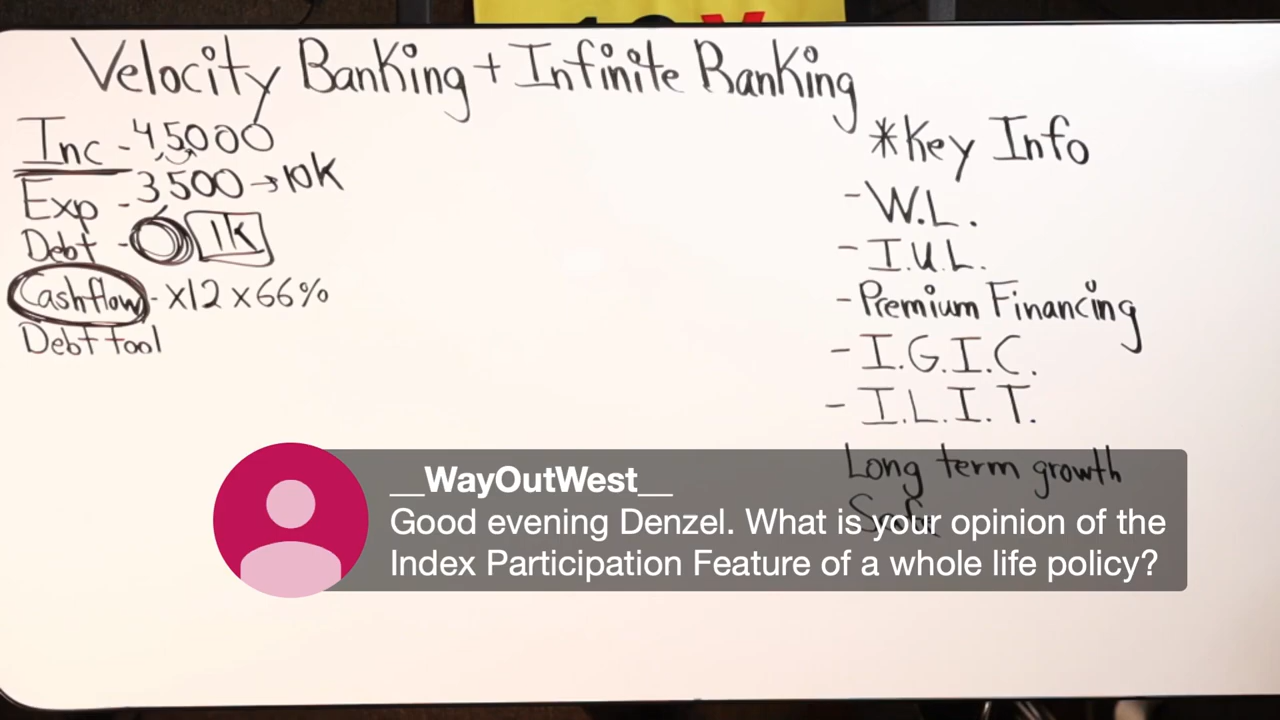 Velocity Banking + Infinite Banking
Inc - 45000
Exp - 3500 → 10K
Debt - 0 1K
Cashflow - x12 x 66%
Debt tool
*Key Info
- W.L.
- I.U.L.
- Premium Financing
- I.G.I.C.
- I.L.I.T.
Long term growth
__WayOutWest__
Good evening Denzel. What is your opinion of the
Index Participation Feature of a whole life policy?